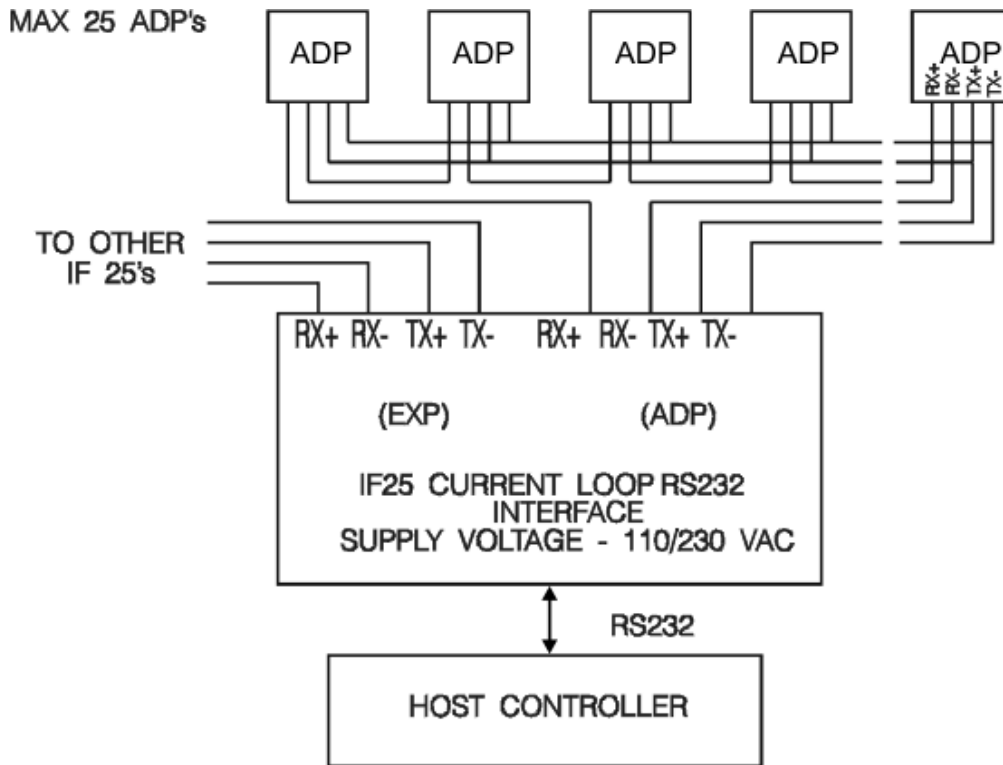 MAX 25 ADP's
ADP ADP ADP ADP ADP
RX+ RX- TX+ TX-
TO OTHER
IF 25's
RX+ RX- TX+ TX- RX+ RX- TX+ TX-
(EXP) (ADP)
IF25 CURRENT LOOP RS232
INTERFACE
SUPPLY VOLTAGE - 110/230 VAC
RS232
HOST CONTROLLER